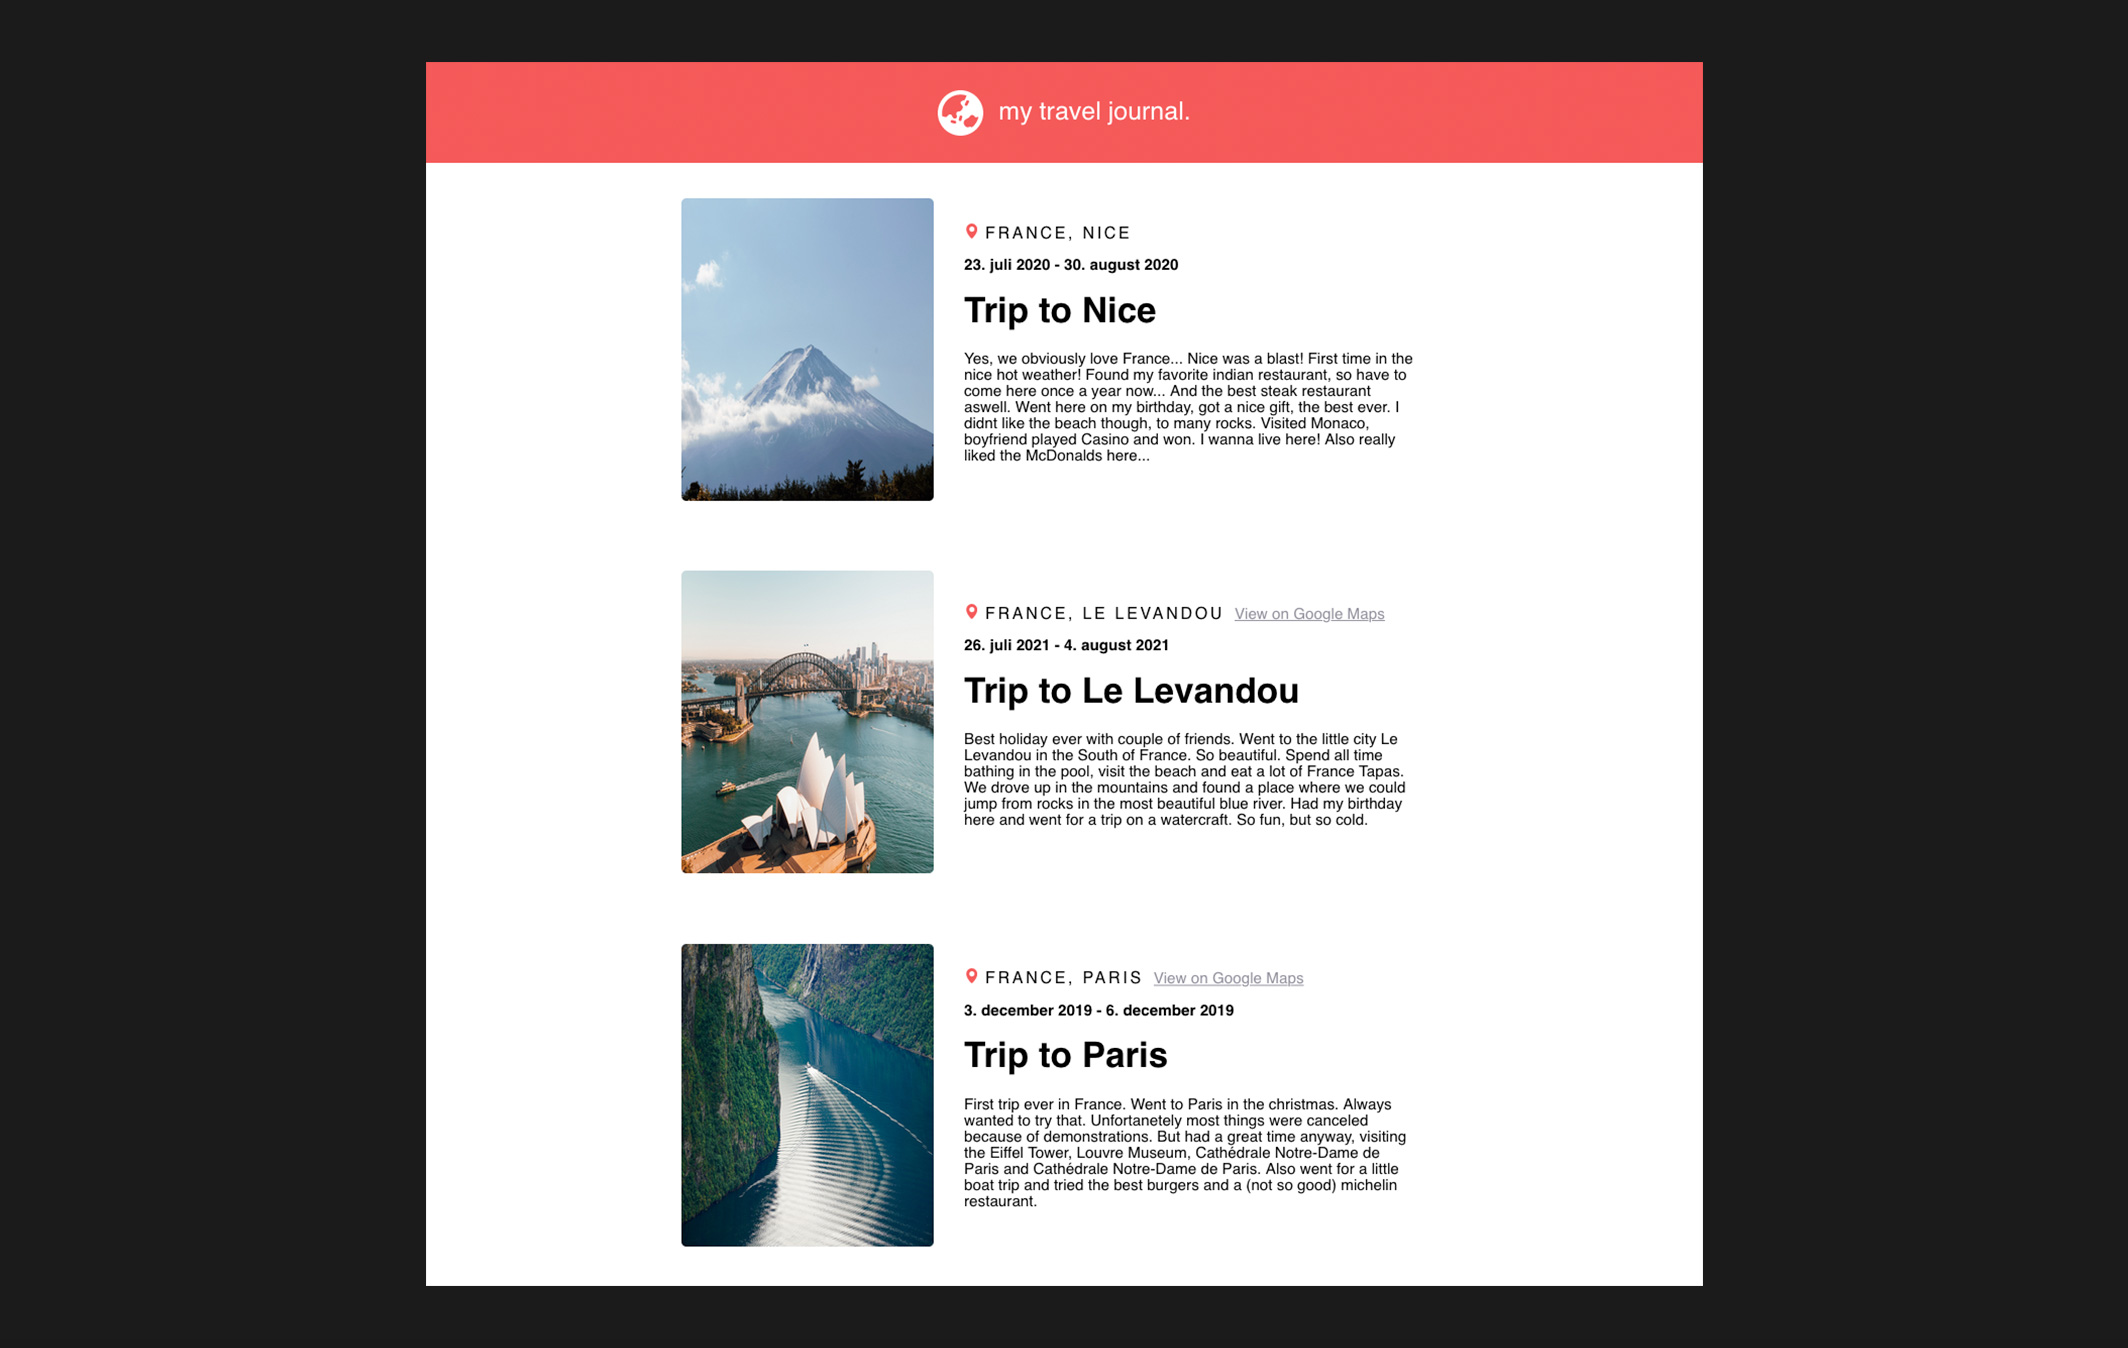 my travel journal.
FRANCE, NICE
23. juli 2020 - 30. august 2020
Trip to Nice
Yes, we obviously love France... Nice was a blast! First time in the
nice hot weather! Found my favorite indian restaurant, so have to
come here once a year now... And the best steak restaurant
aswell. Went here on my birthday, got a nice gift, the best ever. I
didnt like the beach though, to many rocks. Visited Monaco,
boyfriend played Casino and won. I wanna live here! Also really
liked the McDonalds here...
FRANCE, LE LEVANDOU View on Google Maps
26. juli 2021 - 4. august 2021
Trip to Le Levandou
Best holiday ever with couple of friends. Went to the little city Le
Levandou in the South of France. So beautiful. Spend all time
bathing in the pool, visit the beach and eat a lot of France Tapas.
We drove up in the mountains and found a place where we could
jump from rocks in the most beautiful blue river. Had my birthday
here and went for a trip on a watercraft. So fun, but so cold.
FRANCE, PARIS View on Google Maps
3. december 2019 - 6. december 2019
Trip to Paris
First trip ever in France. Went to Paris in the christmas. Always
wanted to try that. Unfortanetely most things were canceled
because of demonstrations. But had a great time anyway, visiting
the Eiffel Tower, Louvre Museum, Cathédrale Notre-Dame de
Paris and Cathédrale Notre-Dame de Paris. Also went for a little
boat trip and tried the best burgers and a (not so good) michelin
restaurant.